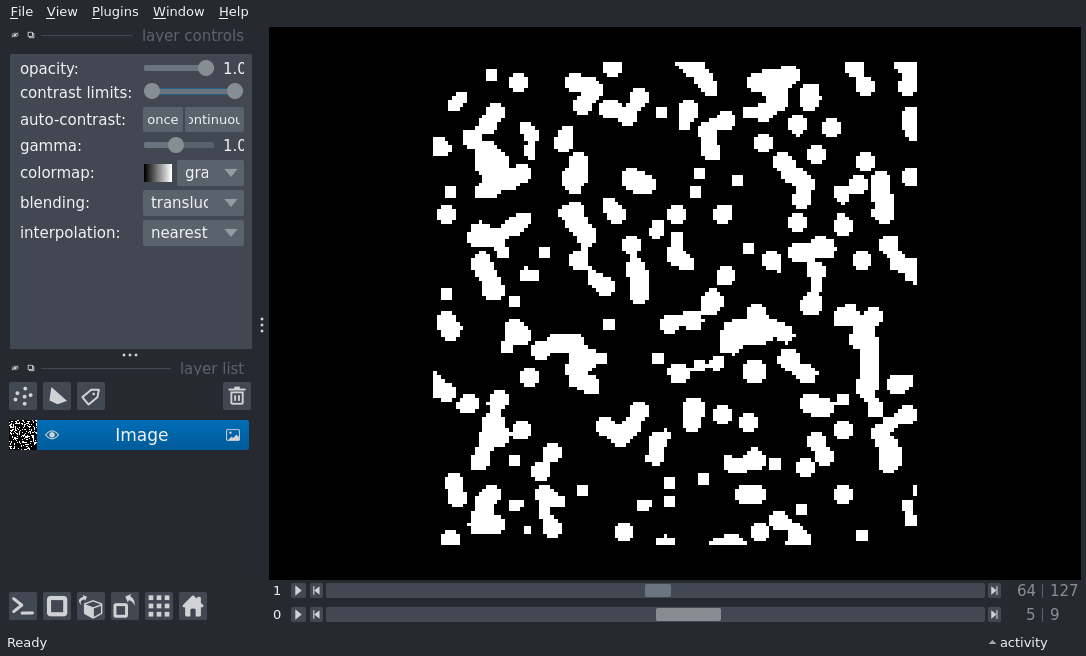 File View Plugins Window Help
layer controls
opacity: 1.0
contrast limits:
auto-contrast: once ontinuou
gamma: 1.0
colormap: gra
blending: transluc
interpolation: nearest
layer list
Image
1 64 | 127
0 5 | 9
Ready activity